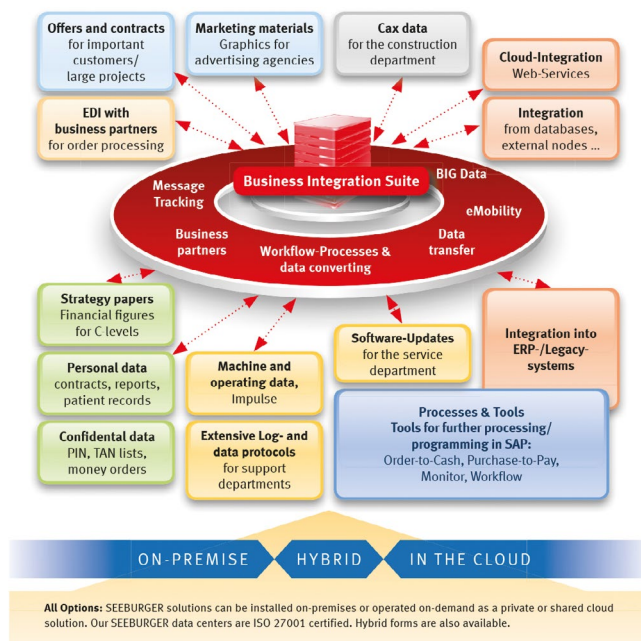 Offers and contracts
for important
customers/
large projects
Marketing materials
Graphics for
advertising agencies
Cax data
for the construction
department
Cloud-Integration
Web-Services
EDI with
business partners
for order processing
Integration
from databases,
external nodes ...
Business Integration Suite
Message
Tracking
BIG Data
eMobility
Business
partners
Workflow-Processes &
data converting
Data
transfer
Strategy papers
Financial figures
for C-levels
Personal data
contracts, reports,
patient records
Confidental data
PIN, TAN lists,
money orders
Machine and
operating data,
Impulse
Extensive Log- and
data protocols
for support
departments
Software-Updates
for the service
department
Integration into
ERP-/Legacy-
systems
Processes & Tools
Tools for further processing/
programming in SAP:
Order-to-Cash, Purchase-to-Pay,
Monitor, Workflow
ON-PREMISE
HYBRID
IN THE CLOUD
All Options: SEEBURGER solutions can be installed on-premises or operated on-demand as a private or shared cloud
solution. Our SEEBURGER data centers are ISO 27001 certified. Hybrid forms are also available.